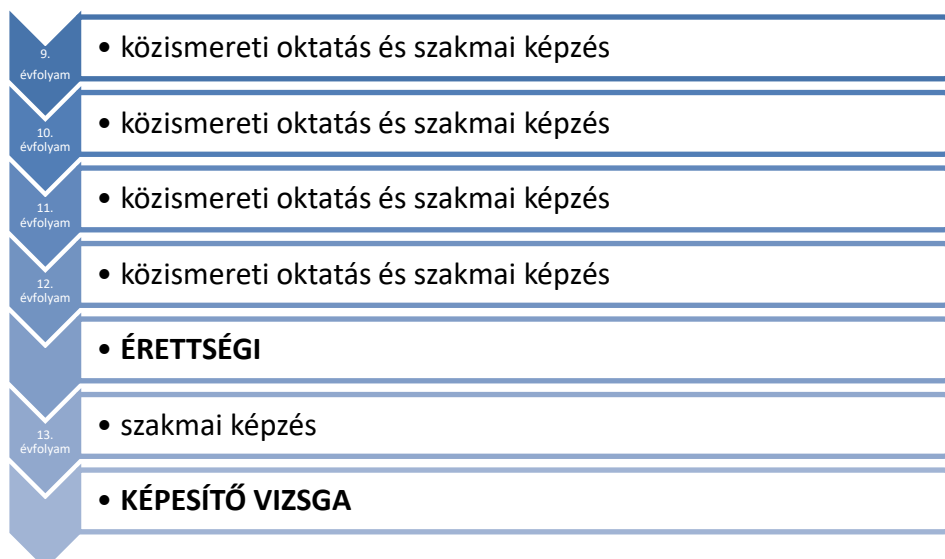 9.
évfolyam
• közismereti oktatás és szakmai képzés
10.
évfolyam
• közismereti oktatás és szakmai képzés
11.
évfolyam
• közismereti oktatás és szakmai képzés
12.
évfolyam
• közismereti oktatás és szakmai képzés
• ÉRETTSÉGI
13.
évfolyam
• szakmai képzés
• KÉPESÍTŐ VIZSGA